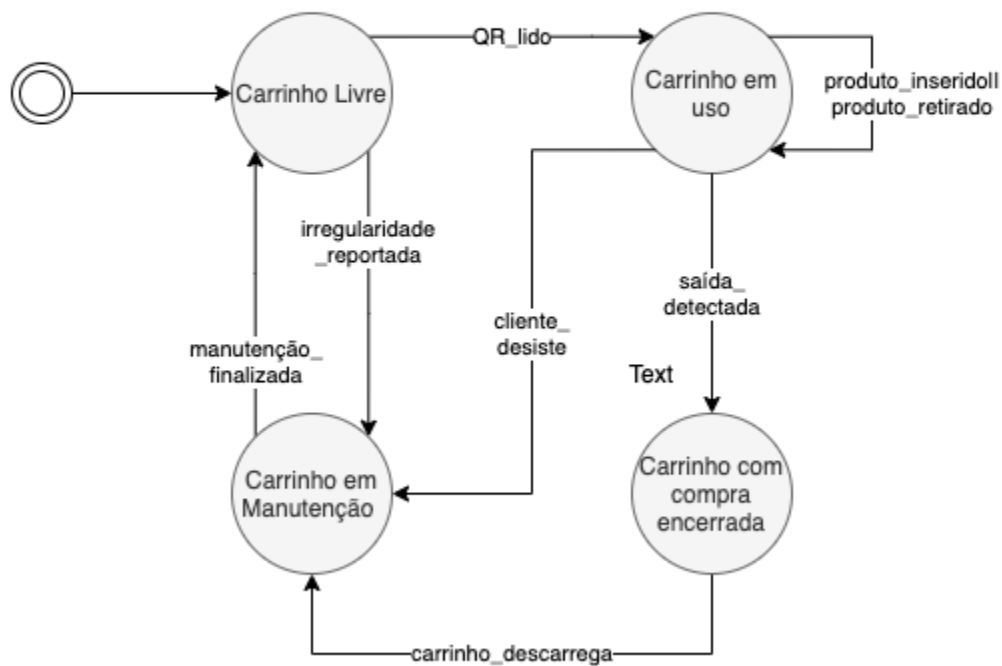 QR_lido
Carrinho Livre
Carrinho em
uso
produto_inseridoll
produto_retirado
irregularidade
_reportada
saída_
detectada
cliente_
desiste
manutenção_
finalizada
Text
Carrinho em
Manutenção
Carrinho com
compra
encerrada
carrinho_descarrega